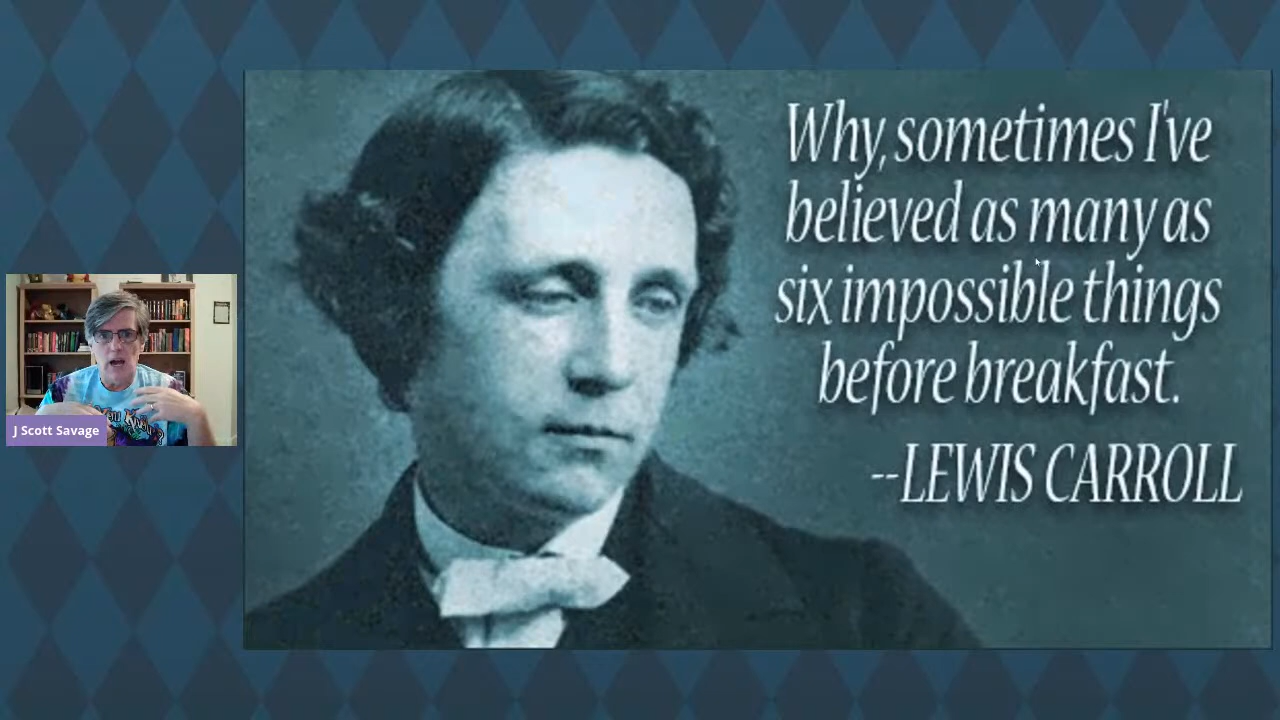 Why, sometimes I've
believed as many as
six impossible things
before breakfast.
--LEWIS CARROLL
J Scott Savage